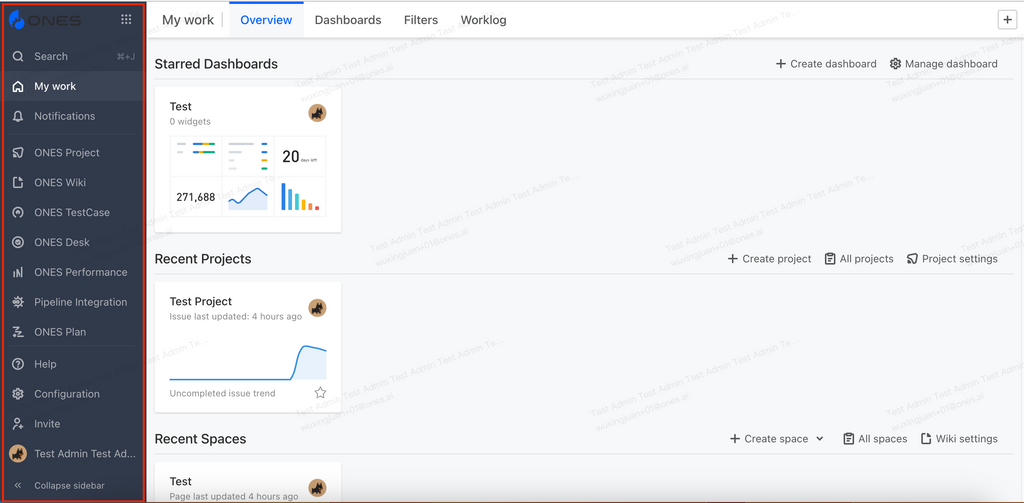 ONES
Search ⌘+J
My work
Notifications
ONES Project
ONES Wiki
ONES TestCase
ONES Desk
ONES Performance
Pipeline Integration
ONES Plan
Help
Configuration
Invite
Test Admin Test Ad...
« Collapse sidebar
My work Overview Dashboards Filters Worklog
Starred Dashboards + Create dashboard Manage dashboard
Test
0 widgets
20 days left
271,688
Recent Projects + Create project All projects Project settings
Test Project
Issue last updated: 4 hours ago
Uncompleted issue trend
Recent Spaces + Create space All spaces Wiki settings
Test
Page last updated 4 hours ago
Test Admin Test Admin Te...
wuxingjuan+01@ones.ai